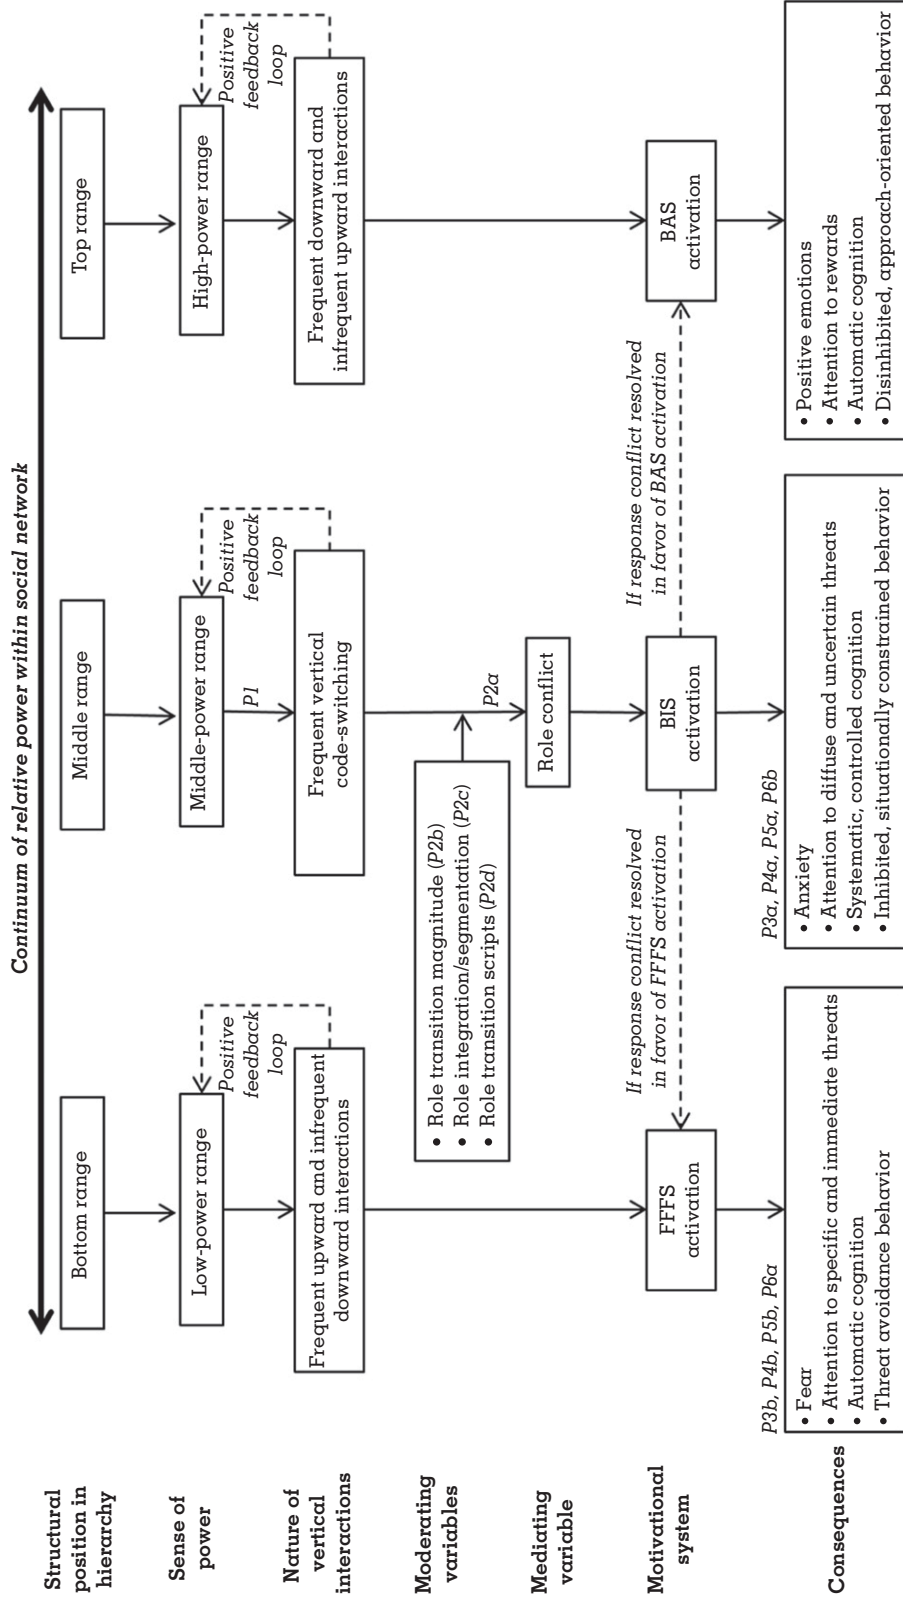 Continuum of relative power within social network
Structural
position in
hierarchy
Bottom range
Middle range
Top range
Sense of
power
Low-power range
Middle-power range
High-power range
Positive
feedback
loop
Positive
feedback
loop
Positive
feedback
loop
P1
Nature of
vertical
interactions
Frequent upward and infrequent
downward interactions
Frequent vertical
code-switching
Frequent downward and
infrequent upward interactions
Moderating
variables
• Role transition magnitude (P2b)
• Role integration/segmentation (P2c)
• Role transition scripts (P2d)
P2a
Mediating
variable
Role conflict
Motivational
system
FFFS
activation
If response conflict resolved
in favor of FFFS activation
BIS
activation
If response conflict resolved
in favor of BAS activation
BAS
activation
Consequences
P3b, P4b, P5b, P6a
• Fear
• Attention to specific and immediate threats
• Automatic cognition
• Threat avoidance behavior
P3a, P4a, P5a, P6b
• Anxiety
• Attention to diffuse and uncertain threats
• Systematic, controlled cognition
• Inhibited, situationally constrained behavior
• Positive emotions
• Attention to rewards
• Automatic cognition
• Disinhibited, approach-oriented behavior